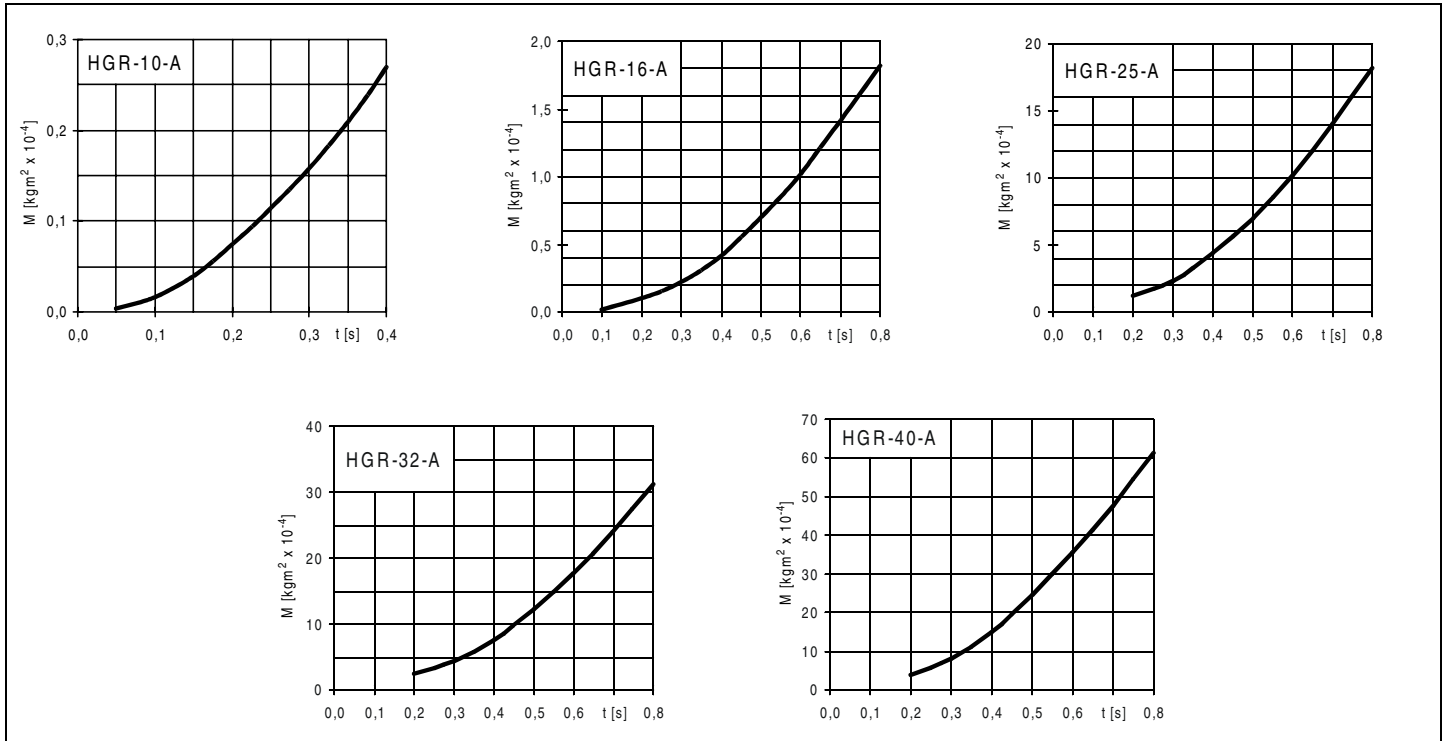 HGR-10-A
M [kgm² x 10⁻⁴]
0,3
0,2
0,1
0,0
0,0 0,1 0,2 0,3 t [s] 0,4
HGR-16-A
M [kgm² x 10⁻⁴]
2,0
1,5
1,0
0,5
0,0
0,0 0,1 0,2 0,3 0,4 0,5 0,6 t [s] 0,8
HGR-25-A
M [kgm² x 10⁻⁴]
20
15
10
5
0
0,0 0,1 0,2 0,3 0,4 0,5 0,6 t [s] 0,8
HGR-32-A
M [kgm² x 10⁻⁴]
40
30
20
10
0
0,0 0,1 0,2 0,3 0,4 0,5 0,6 t [s] 0,8
HGR-40-A
M [kgm² x 10⁻⁴]
70
60
50
40
30
20
10
0
0,0 0,1 0,2 0,3 0,4 0,5 0,6 t [s] 0,8